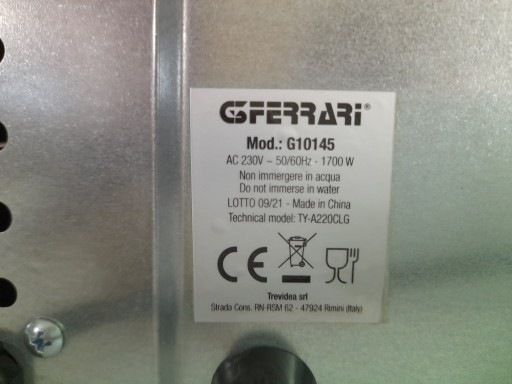 G3FERRARI®
Mod.: G10145
AC 230V ~ 50/60Hz - 1700 W
Non immergere in acqua
Do not immerse in water
LOTTO 09/21 - Made in China
Technical model: TY-A220CLG
CE
Trevidea srl
Strada Cons. RN-RSM 62 - 47924 Rimini (Italy)